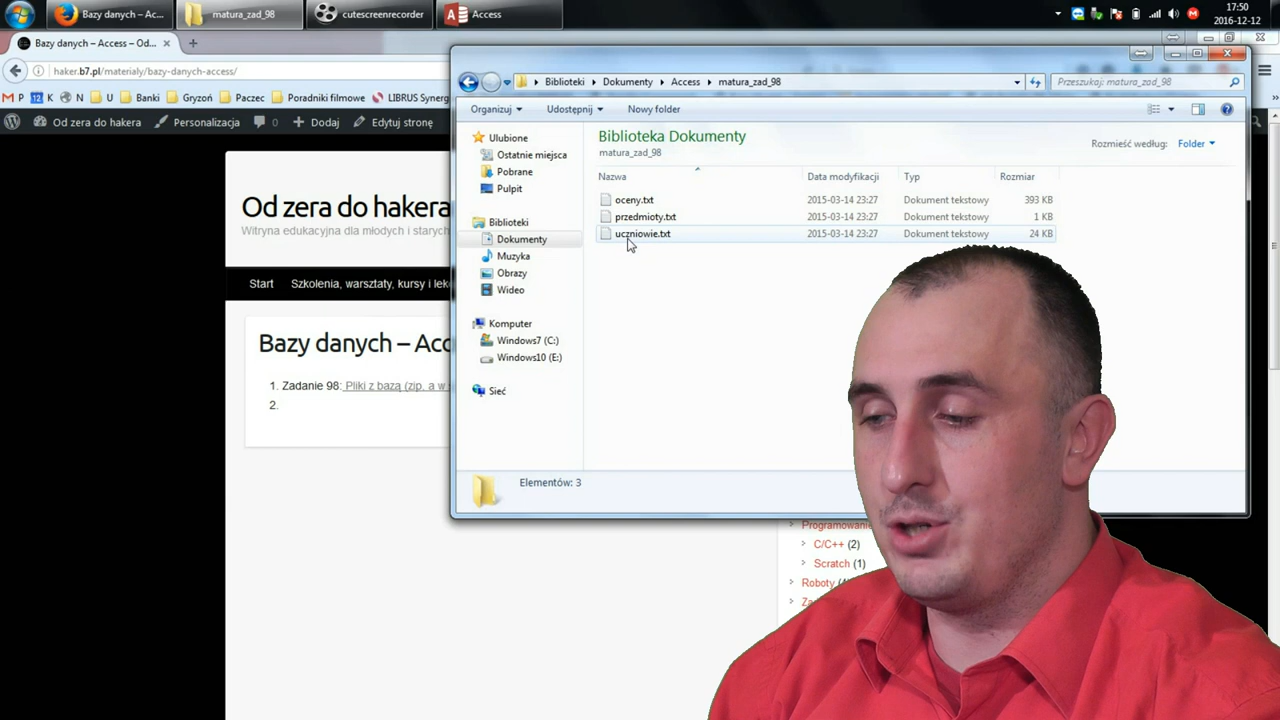 Bazy danych – Ac...
matura_zad_98
cutescreenrecorder
Access
17:50
2016-12-12
Bazy danych – Access – Od...
haker.b7.pl/materialy/bazy-danych-access/
P
12 K
N
U
Banki
Gryzoń
Paczec
Poradniki filmowe
LIBRUS Synerg
Od zera do hakera
Personalizacja
0
Dodaj
Edytuj stronę
Od zera do hakera
Witryna edukacyjna dla młodych i starych
Start
Szkolenia, warsztaty, kursy i lek
Bazy danych – Acc
1. Zadanie 98: Pliki z bazą (zip, a w
2.
Biblioteki
Dokumenty
Access
matura_zad_98
Przeszukaj: matura_zad_98
Organizuj
Udostępnij
Nowy folder
Ulubione
Ostatnie miejsca
Pobrane
Pulpit
Biblioteki
Dokumenty
Muzyka
Obrazy
Wideo
Komputer
Windows7 (C:)
Windows10 (E:)
Sieć
Biblioteka Dokumenty
matura_zad_98
Rozmieść według: Folder
Nazwa Data modyfikacji Typ Rozmiar
oceny.txt 2015-03-14 23:27 Dokument tekstowy 393 KB
przedmioty.txt 2015-03-14 23:27 Dokument tekstowy 1 KB
uczniowie.txt 2015-03-14 23:27 Dokument tekstowy 24 KB
Elementów: 3
Programowanie
C/C++ (2)
Scratch (1)
Roboty